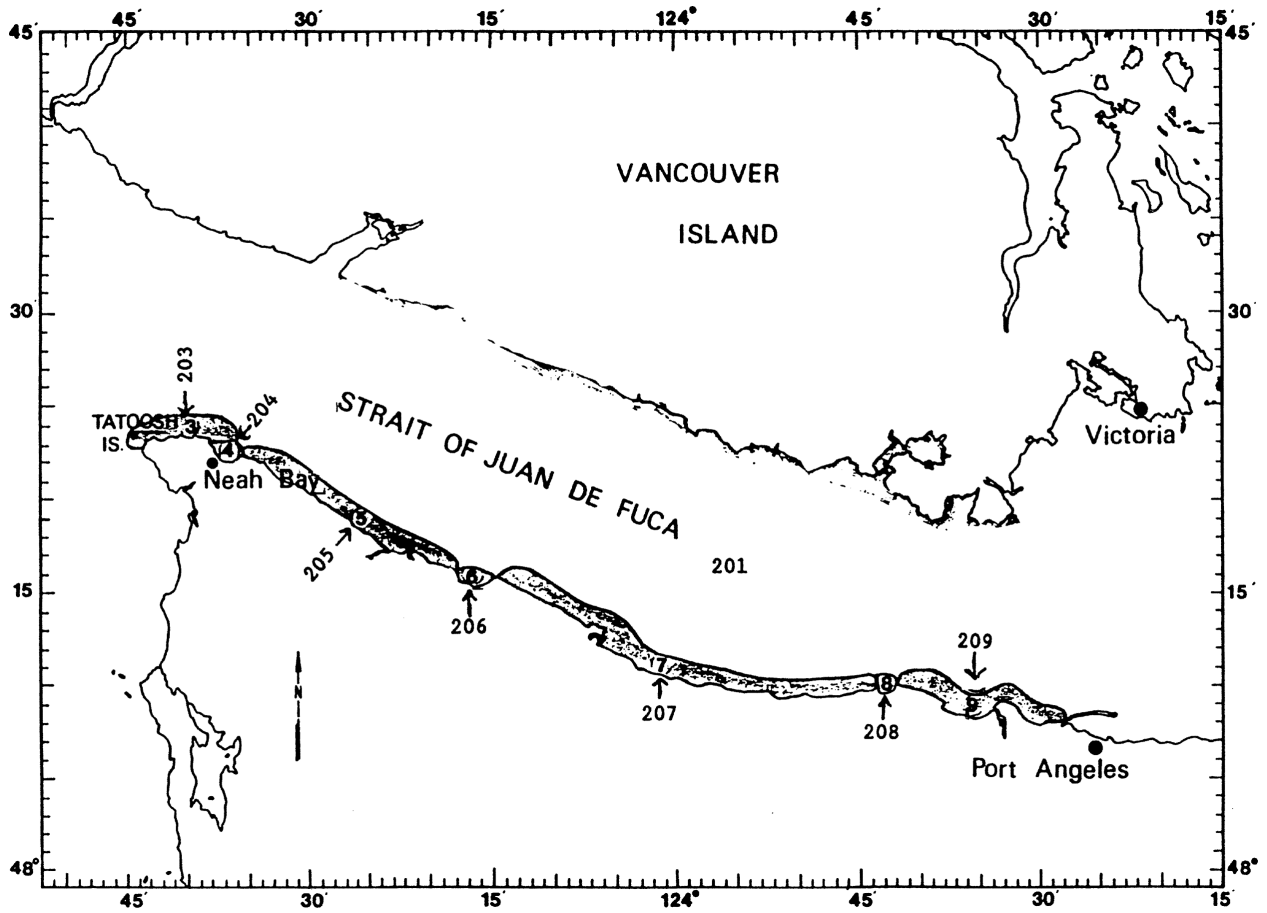 45´ 30´ 15´ 124° 45´ 30´ 15´
45´ 45´
VANCOUVER
ISLAND
30´ 30´
203
204
TATOOSH 3
IS.
4
Neah Bay
STRAIT OF JUAN DE FUCA
Victoria
5
205
201
6
15´ 15´
206
209
7
207
8
9
208
N
Port Angeles
48° 48°
45´ 30´ 15´ 124° 45´ 30´ 15´